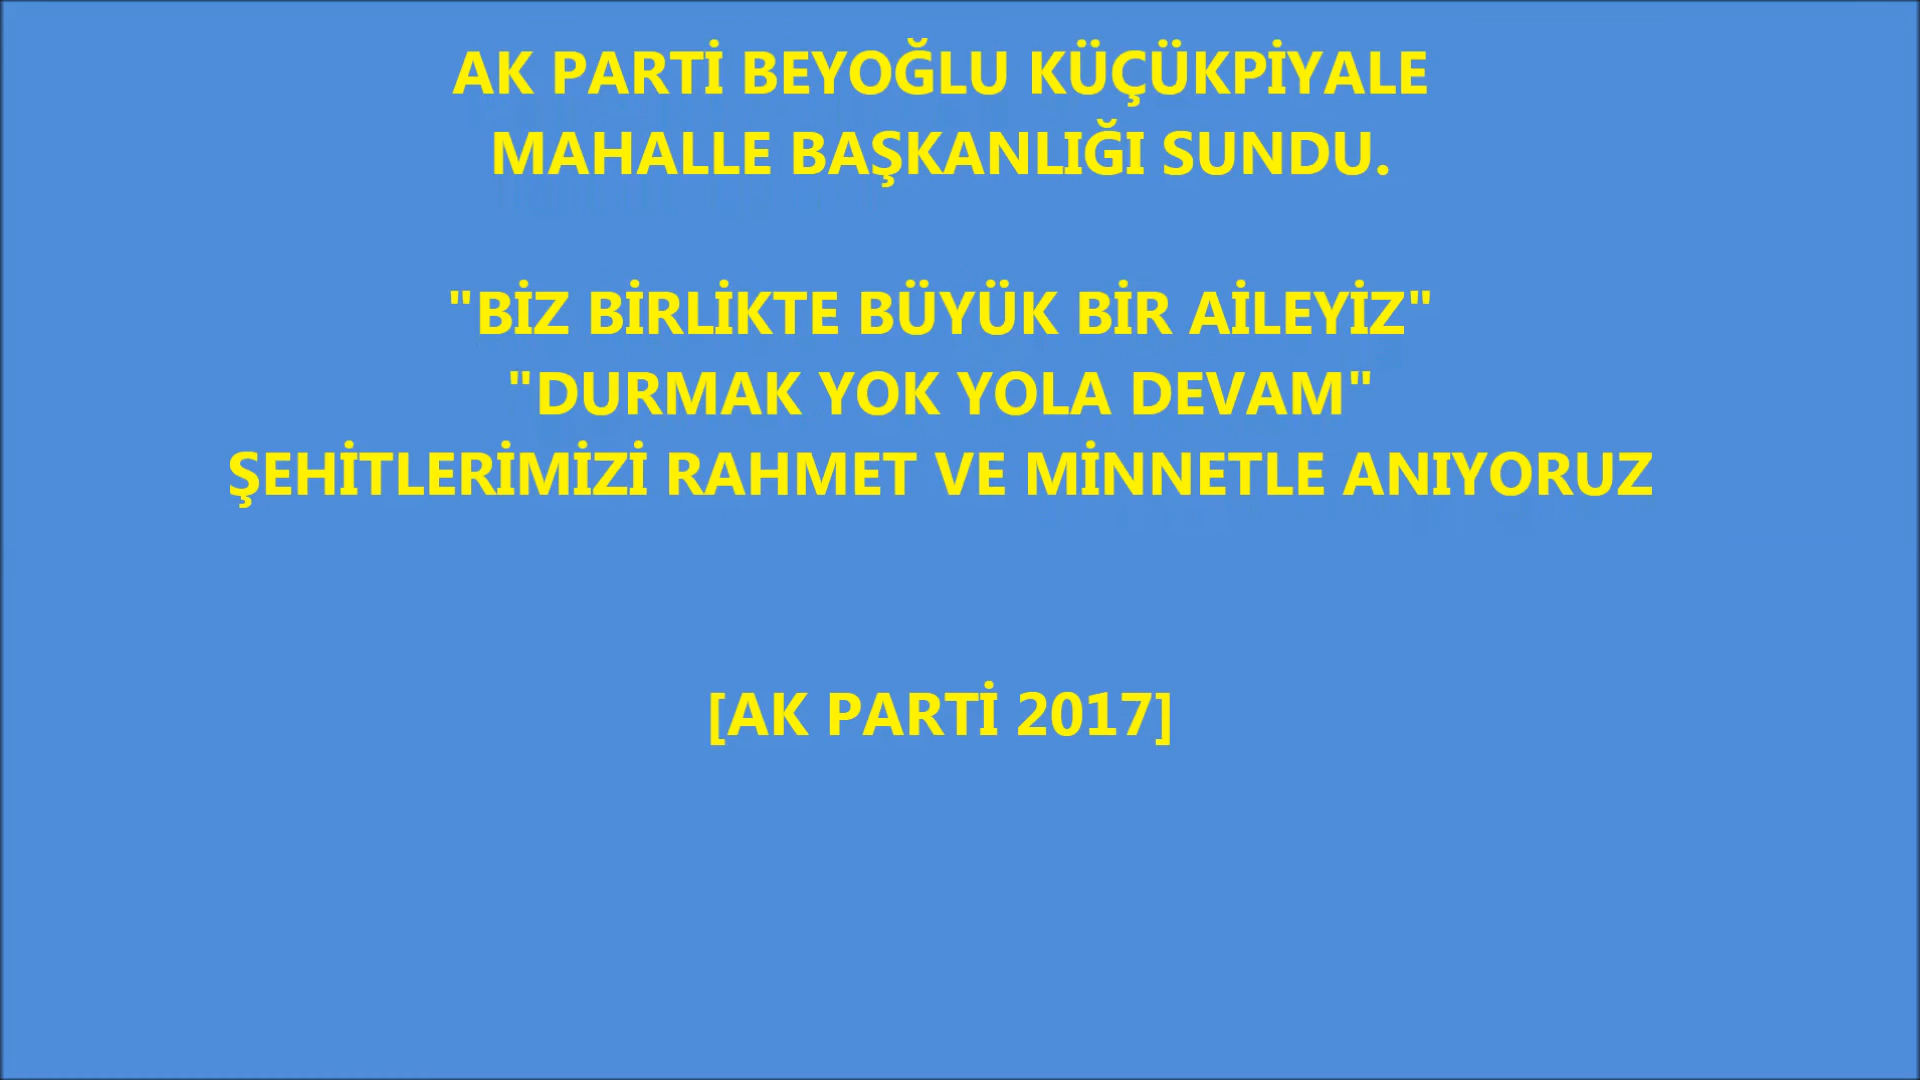 AK PARTİ BEYOĞLU KÜÇÜKPİYALE
MAHALLE BAŞKANLIĞI SUNDU.
"BİZ BİRLİKTE BÜYÜK BİR AİLEYİZ"
"DURMAK YOK YOLA DEVAM"
ŞEHİTLERİMİZİ RAHMET VE MİNNETLE ANIYORUZ
[AK PARTİ 2017]